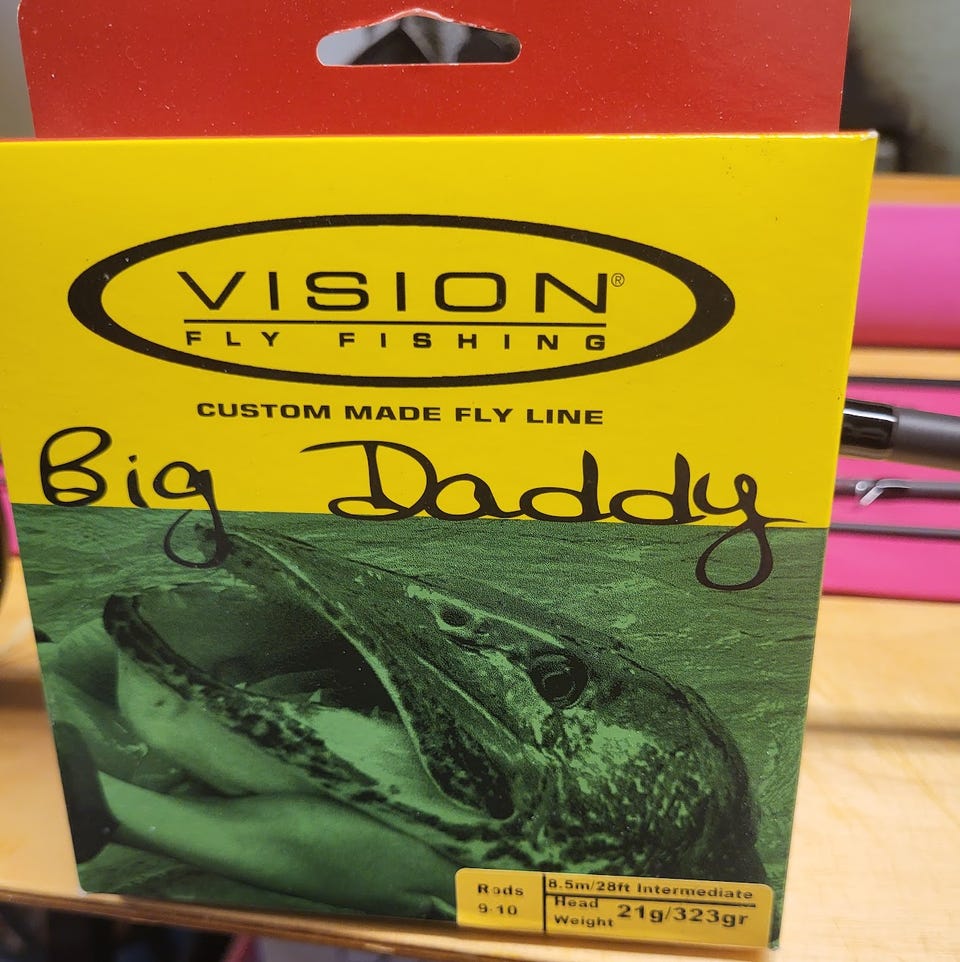 VISION®
FLY FISHING
CUSTOM MADE FLY LINE
Big Daddy
Rods
9-10
8.5m/28ft Intermediate
Head
Weight 21g/323gr